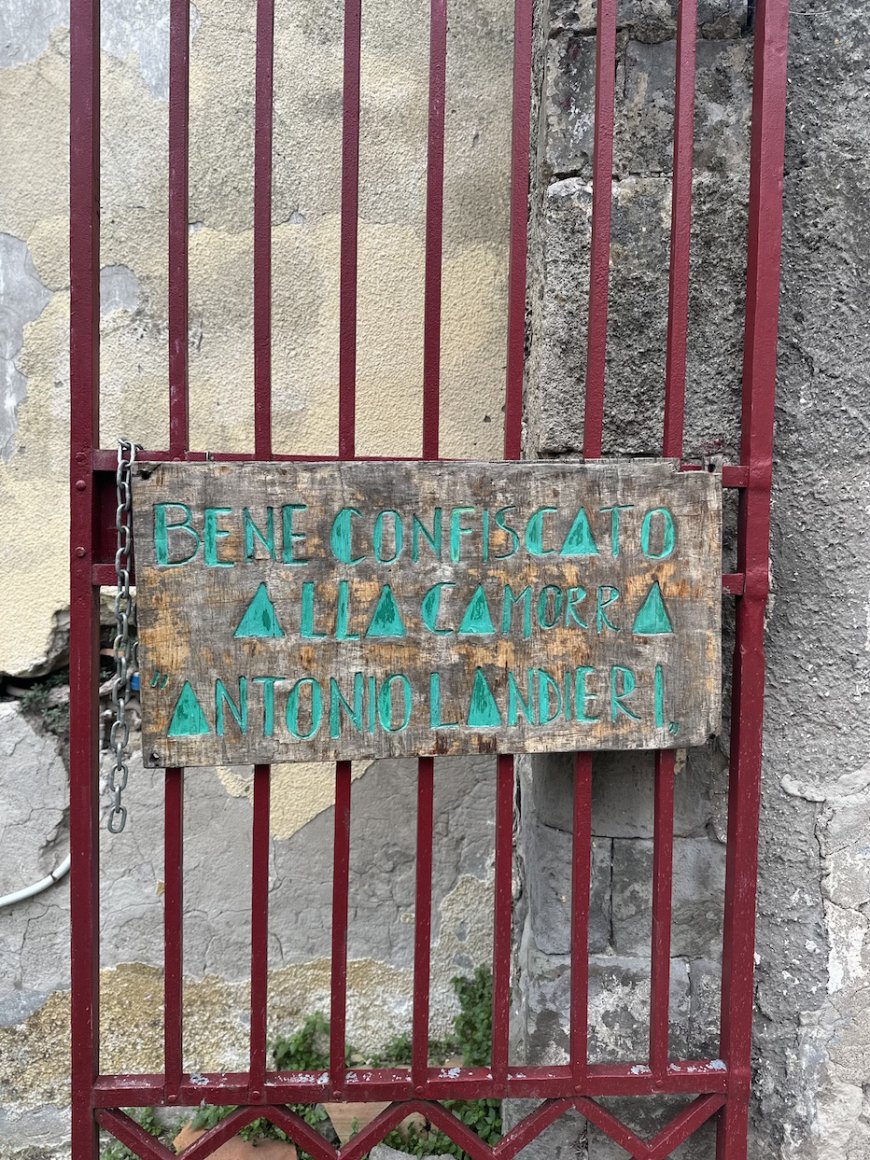 BENE CONFISCATO
ALLA CAMORRA
"ANTONIO LANDIERI"